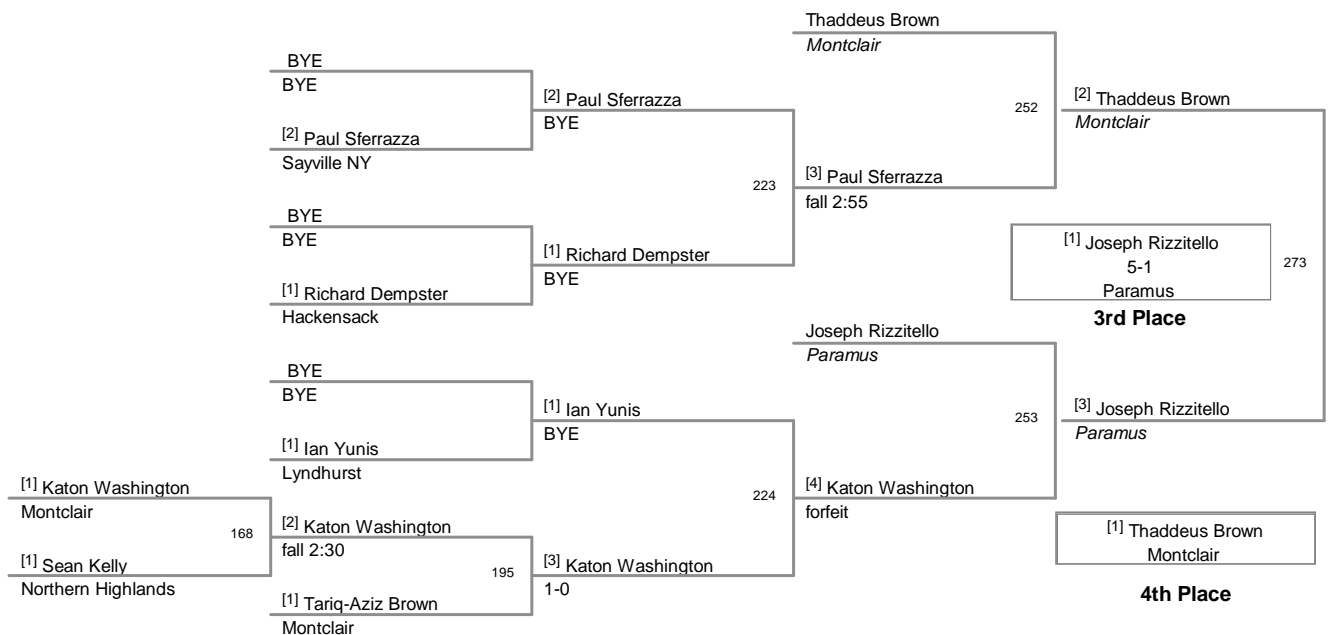 Thaddeus Brown
Montclair
BYE
BYE
[2] Paul Sferrazza
BYE
252
[2] Thaddeus Brown
Montclair
[2] Paul Sferrazza
Sayville NY
223
[3] Paul Sferrazza
fall 2:55
BYE
BYE
[1] Richard Dempster
BYE
[1] Joseph Rizzitello
5-1
Paramus
273
3rd Place
[1] Richard Dempster
Hackensack
Joseph Rizzitello
Paramus
BYE
BYE
[1] Ian Yunis
BYE
253
[3] Joseph Rizzitello
Paramus
[1] Ian Yunis
Lyndhurst
[1] Katon Washington
Montclair
224
[4] Katon Washington
forfeit
168
[2] Katon Washington
fall 2:30
[1] Thaddeus Brown
Montclair
[1] Sean Kelly
Northern Highlands
195
[3] Katon Washington
1-0
4th Place
[1] Tariq-Aziz Brown
Montclair